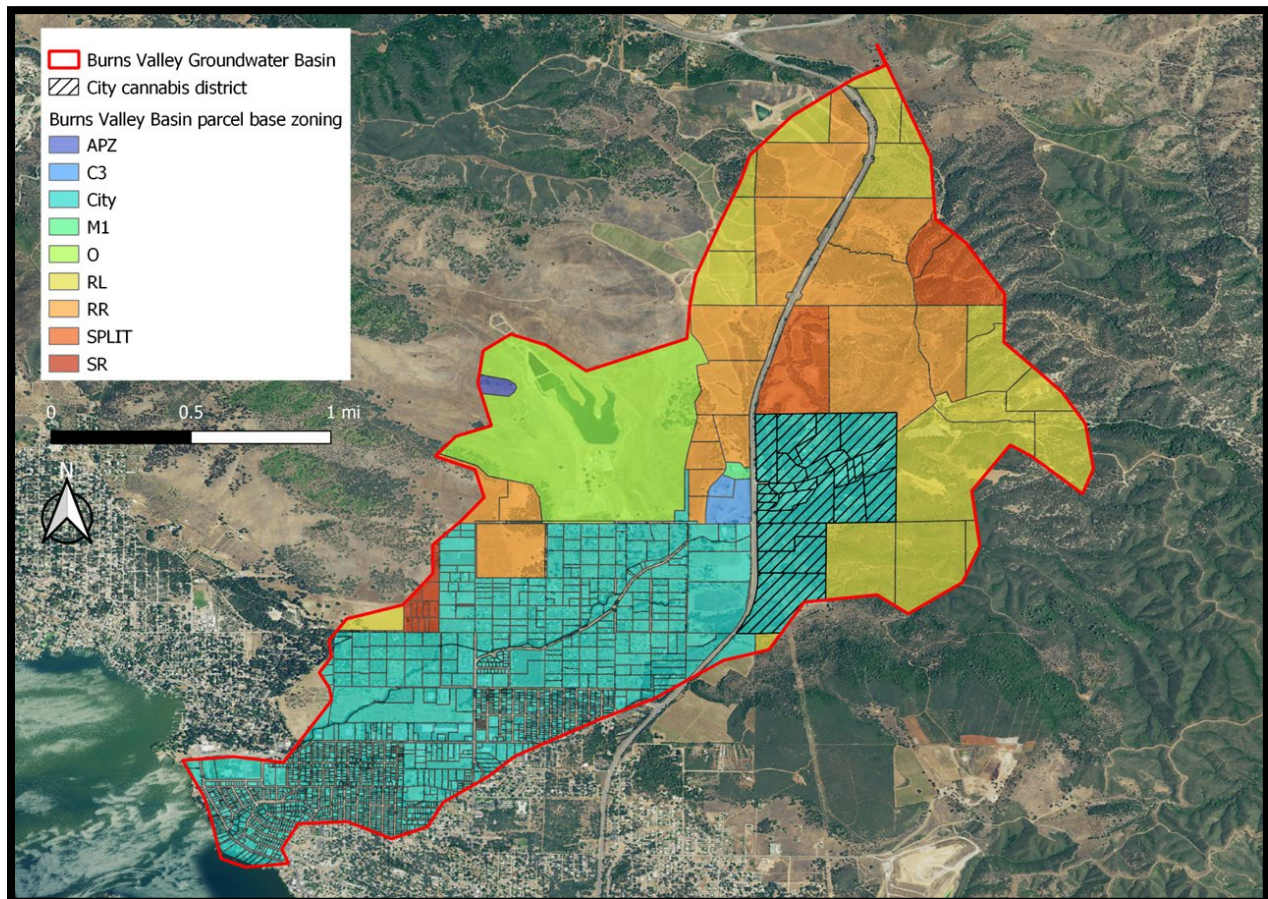 Burns Valley Groundwater Basin
City cannabis district
Burns Valley Basin parcel base zoning
APZ
C3
City
M1
O
RL
RR
SPLIT
SR
0 0.5 1 mi
N